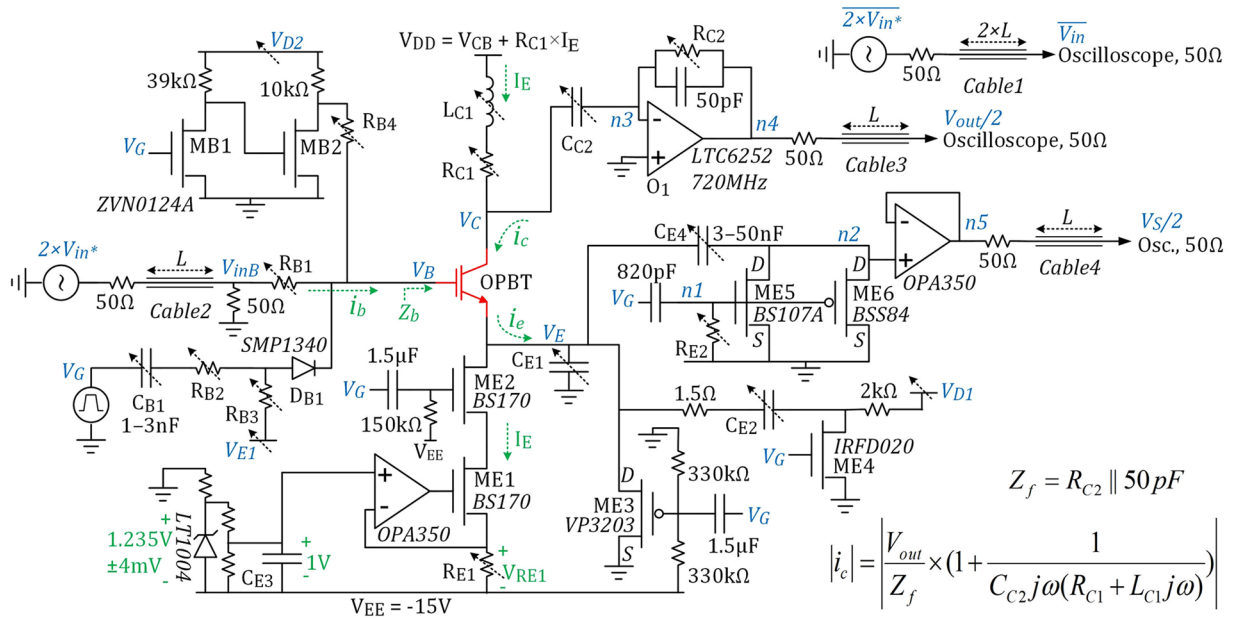 V_DD = V_CB + R_C1×I_E
2×V_in*
50Ω
2×L
Cable1
V_in
Oscilloscope, 50Ω
V_D2
39kΩ
10kΩ
V_G
MB1
MB2
R_B4
ZVN0124A
I_E
L_C1
R_C1
C_C2
R_C2
50pF
n3
-
+
O_1
LTC6252
720MHz
n4
50Ω
L
Cable3
V_out/2
Oscilloscope, 50Ω
V_C
i_c
2×V_in*
50Ω
L
Cable2
V_inB
50Ω
R_B1
i_b
V_B
Z_b
OPBT
i_e
V_E
C_E1
C_E4
3–50nF
n2
820pF
V_G
n1
R_E2
D
ME5
BS107A
S
D
ME6
BSS84
S
-
+
OPA350
n5
50Ω
L
Cable4
V_S/2
Osc., 50Ω
SMP1340
D_B1
V_G
C_B1
1–3nF
R_B2
R_B3
V_E1
1.5µF
V_G
150kΩ
V_EE
ME2
BS170
I_E
ME1
BS170
+
-
OPA350
R_E1
+
V_RE1
-
LT1004
+
1.235V
±4mV
-
C_E3
+
1V
-
V_EE = -15V
D
ME3
VP3203
S
330kΩ
330kΩ
V_G
1.5µF
1.5Ω
C_E2
2kΩ
V_D1
V_G
IRFD020
ME4
Z_f = R_C2 || 50pF
|i_c| = |V_out/Z_f × (1 + 1/(C_C2 jω(R_C1 + L_C1 jω)))|